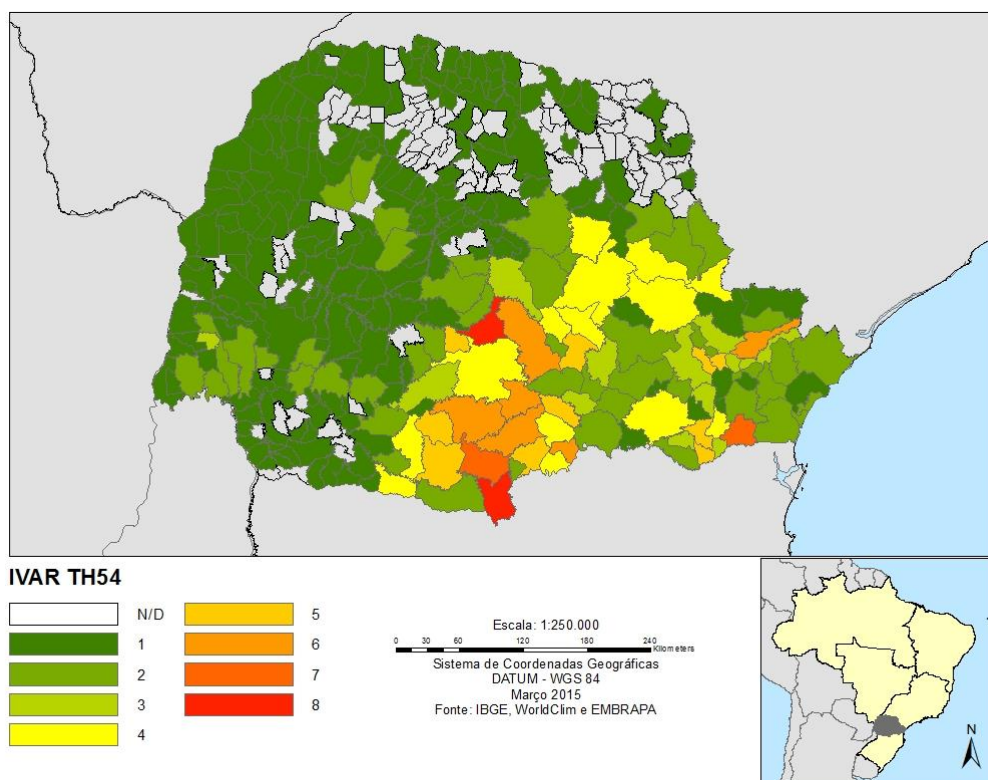 IVAR TH54
N/D
1
2
3
4
5
6
7
8
Escala: 1:250.000
0 30 60 120 180 240
Kilometers
Sistema de Coordenadas Geográficas
DATUM - WGS 84
Março 2015
Fonte: IBGE, WorldClim e EMBRAPA
N